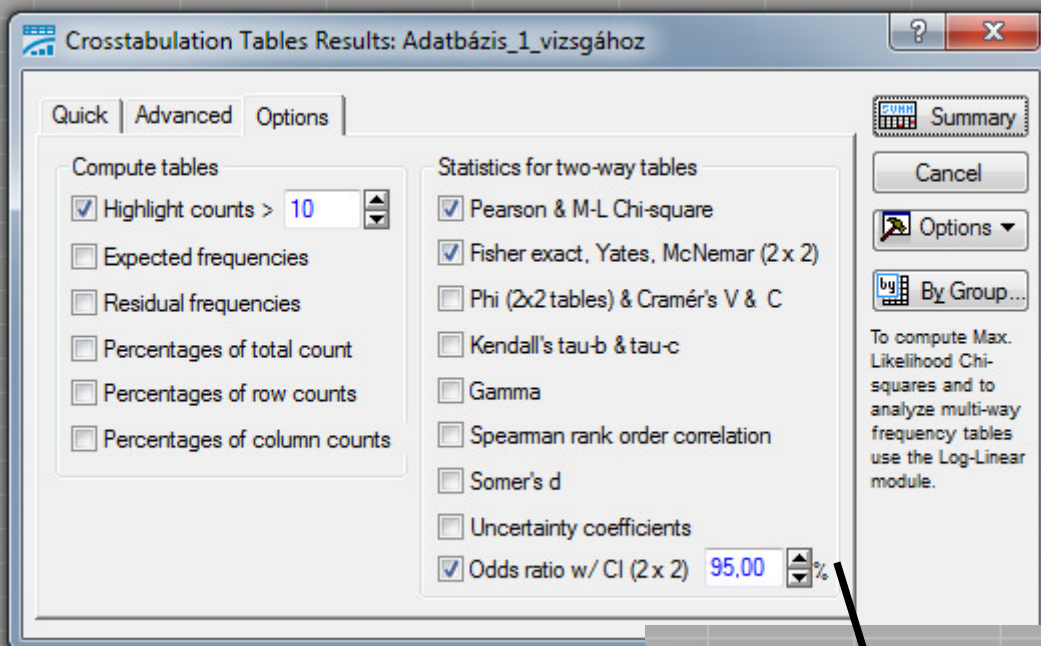 Crosstabulation Tables Results: Adatbázis_1_vizsgához
?
X
Quick
Advanced
Options
Compute tables
Highlight counts > 10
Expected frequencies
Residual frequencies
Percentages of total count
Percentages of row counts
Percentages of column counts
Statistics for two-way tables
Pearson & M-L Chi-square
Fisher exact, Yates, McNemar (2 x 2)
Phi (2x2 tables) & Cramér's V & C
Kendall's tau-b & tau-c
Gamma
Spearman rank order correlation
Somer's d
Uncertainty coefficients
Odds ratio w/ CI (2 x 2) 95,00 %
SUMM Summary
Cancel
Options
by By Group...
To compute Max.
Likelihood Chi-
squares and to
analyze multi-way
frequency tables
use the Log-Linear
module.